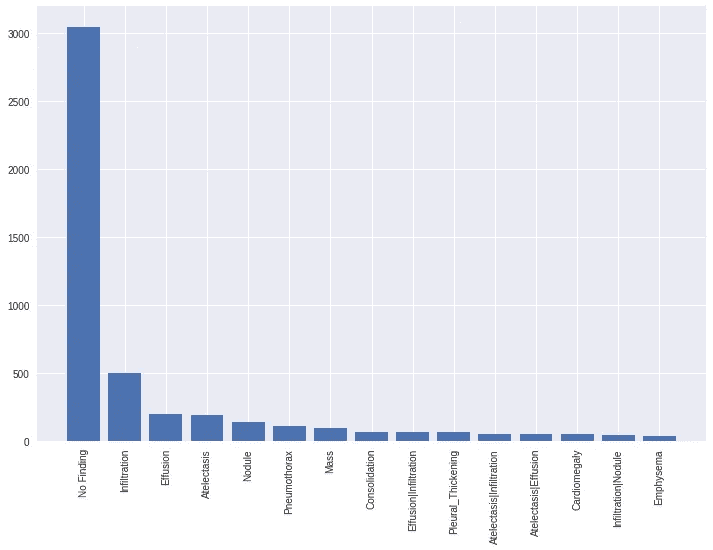 3000
2500
2000
1500
1000
500
0
No Finding
Infiltration
Effusion
Atelectasis
Nodule
Pneumothorax
Mass
Consolidation
Effusion|Infiltration
Pleural_Thickening
Atelectasis|Infiltration
Atelectasis|Effusion
Cardiomegaly
Infiltration|Nodule
Emphysema